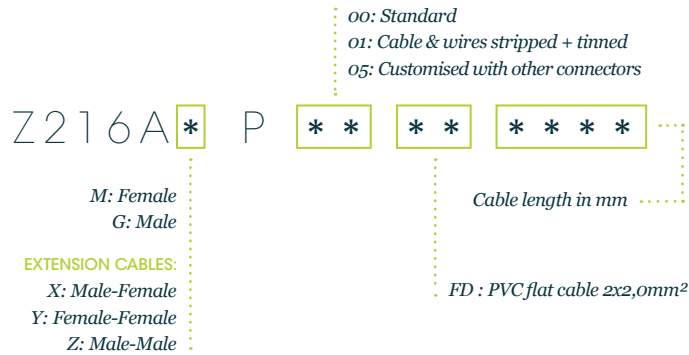 00: Standard
01: Cable & wires stripped + tinned
05: Customised with other connectors
Z216A* P ** ** ****
M: Female
G: Male
Cable length in mm
EXTENSION CABLES:
X: Male-Female
Y: Female-Female
Z: Male-Male
FD : PVC flat cable 2x2,0mm²